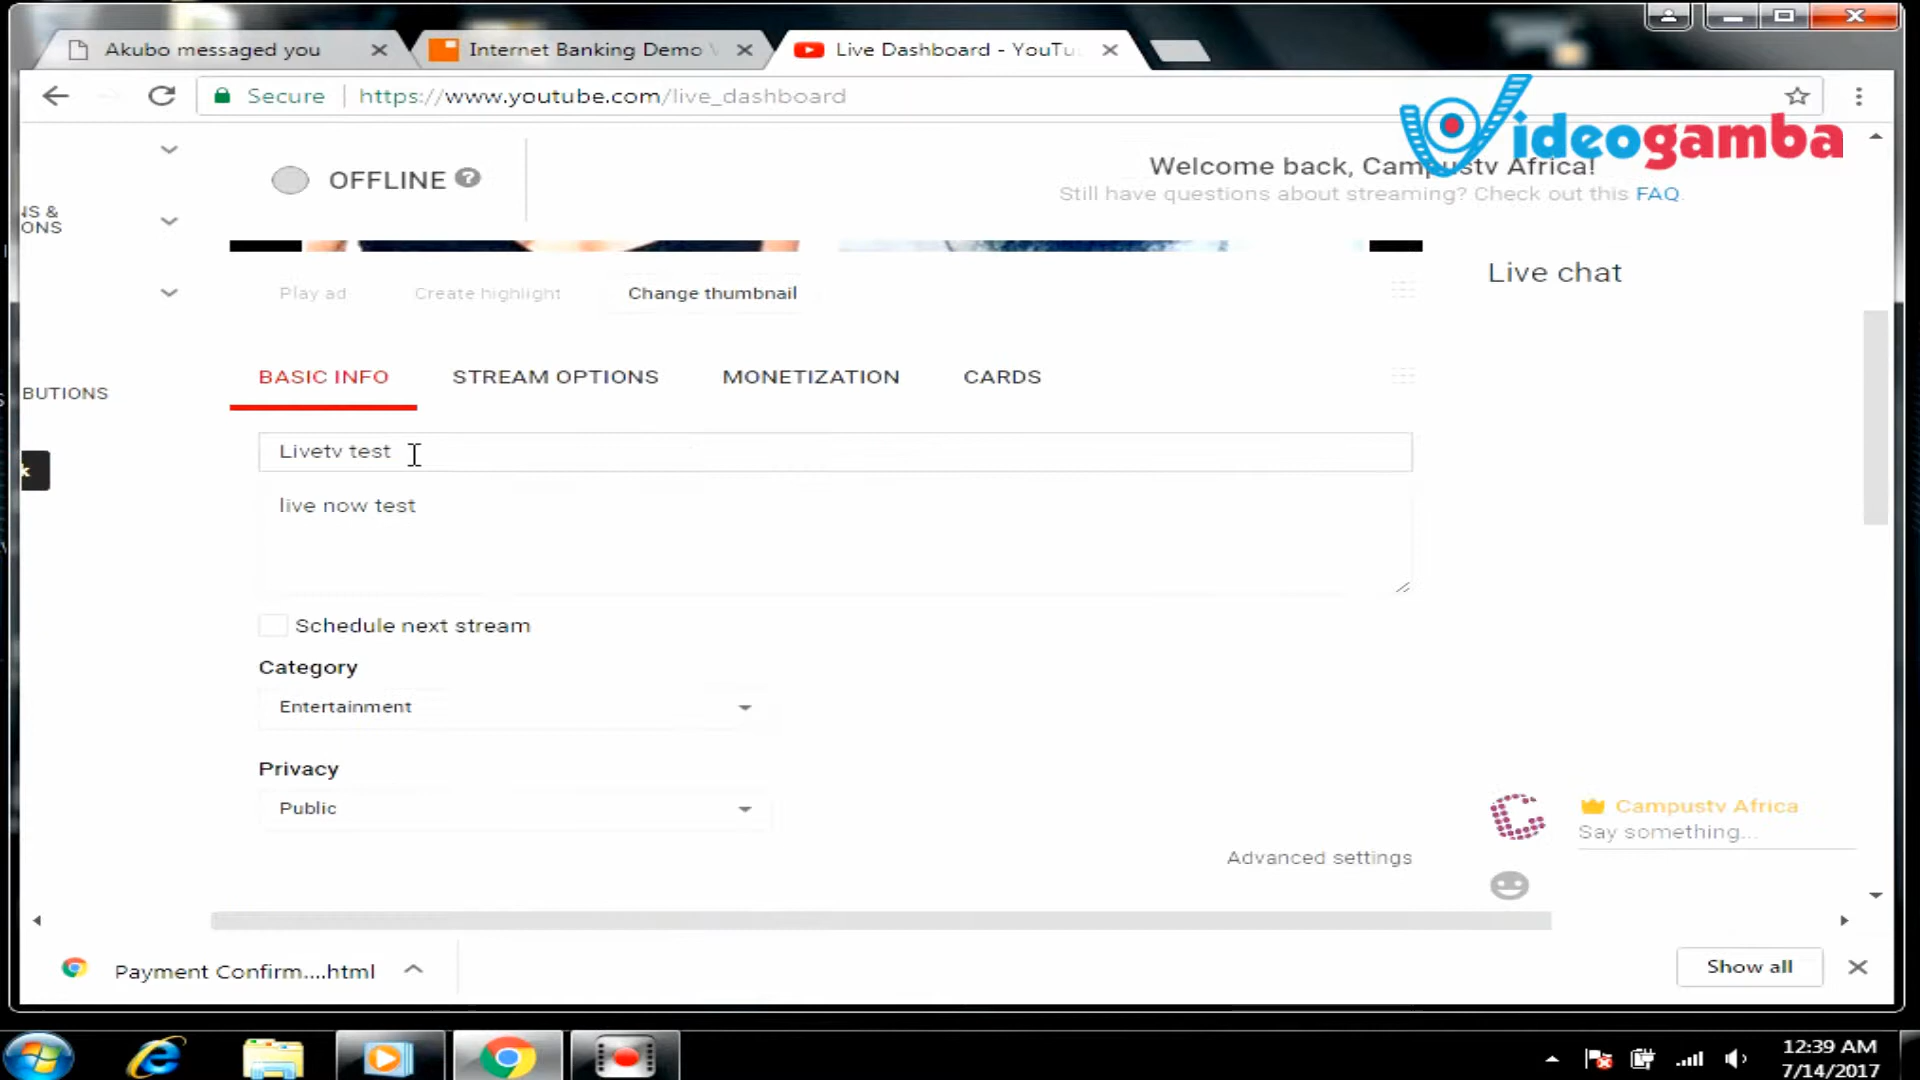 Akubo messaged you
Internet Banking Demo
Live Dashboard - YouTu
Secure
https://www.youtube.com/live_dashboard
Videogamba
OFFLINE
Welcome back, Campustv Africa!
Still have questions about streaming? Check out this FAQ.
NS &
ONS
Live chat
Play ad
Create highlight
Change thumbnail
BUTIONS
BASIC INFO
STREAM OPTIONS
MONETIZATION
CARDS
Livetv test
k
live now test
Schedule next stream
Category
Entertainment
Privacy
Public
Campustv Africa
Say something...
Advanced settings
Payment Confirm....html
Show all
12:39 AM
7/14/2017